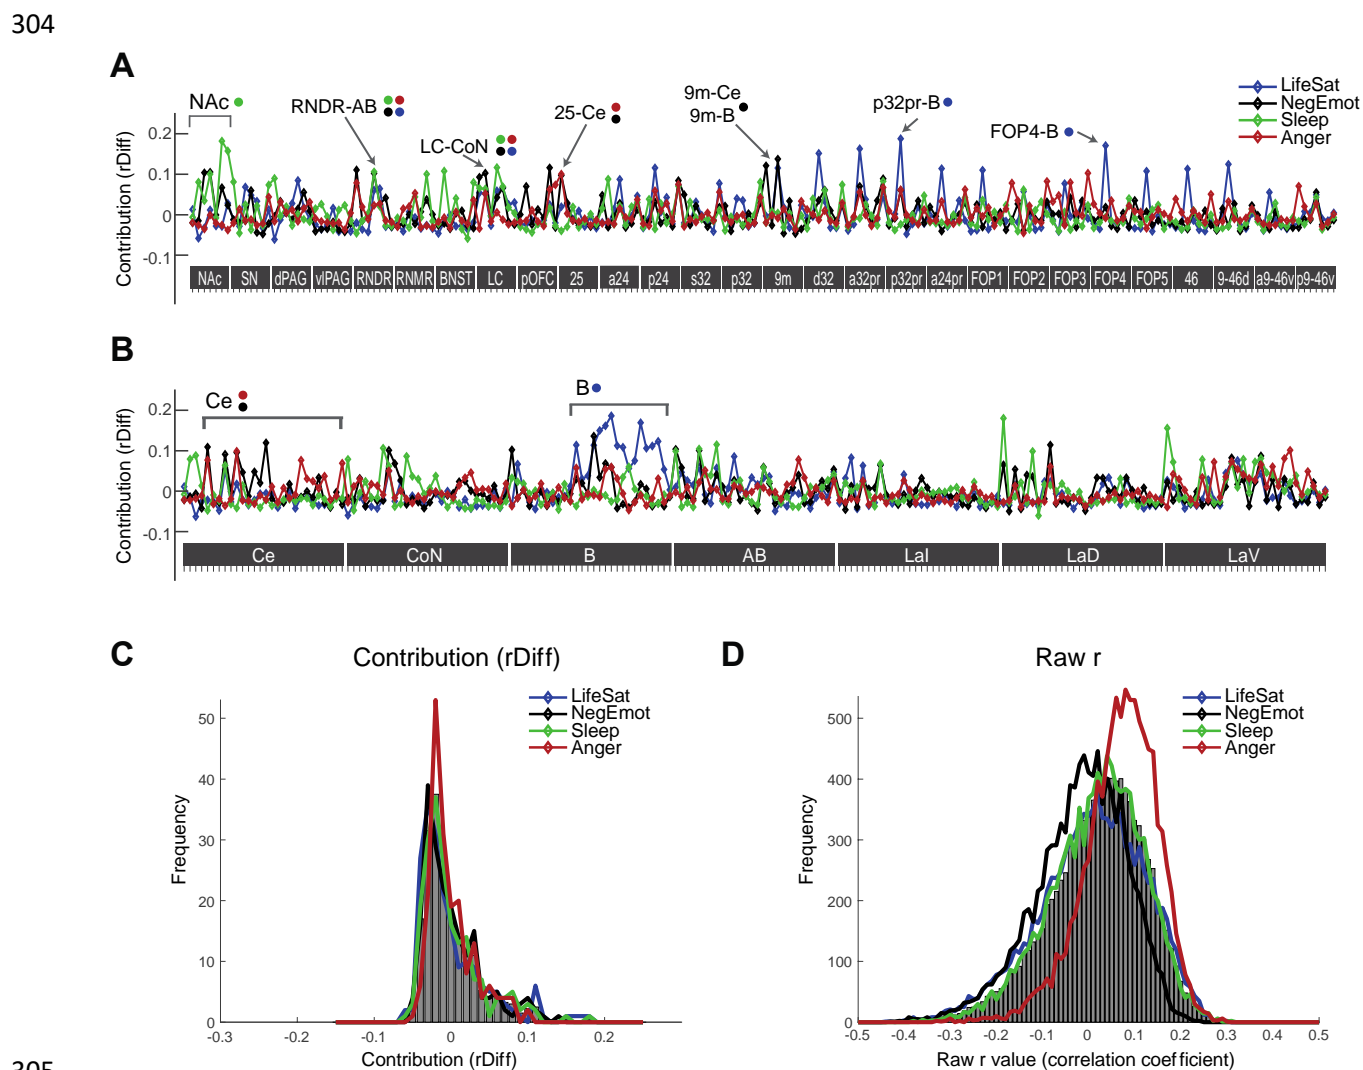 304
A
NAc
RNDR-AB
LC-CoN
25-Ce
9m-Ce
9m-B
p32pr-B
FOP4-B
LifeSat
NegEmot
Sleep
Anger
Contribution (rDiff)
0.2
0.1
0
-0.1
NAc SN dPAG vlPAG RNDR RNMR BNST LC pOFC 25 a24 p24 s32 p32 9m d32 a32pr p32pr a24pr FOP1 FOP2 FOP3 FOP4 FOP5 46 9-46d a9-46v p9-46v
B
Ce
B
Contribution (rDiff)
0.2
0.1
0
-0.1
Ce CoN B AB LaI LaD LaV
C
Contribution (rDiff)
LifeSat
NegEmot
Sleep
Anger
Frequency
50
40
30
20
10
0
-0.3 -0.2 -0.1 0 0.1 0.2
Contribution (rDiff)
D
Raw r
LifeSat
NegEmot
Sleep
Anger
Frequency
500
400
300
200
100
0
-0.5 -0.4 -0.3 -0.2 -0.1 0 0.1 0.2 0.3 0.4 0.5
Raw r value (correlation coefficient)